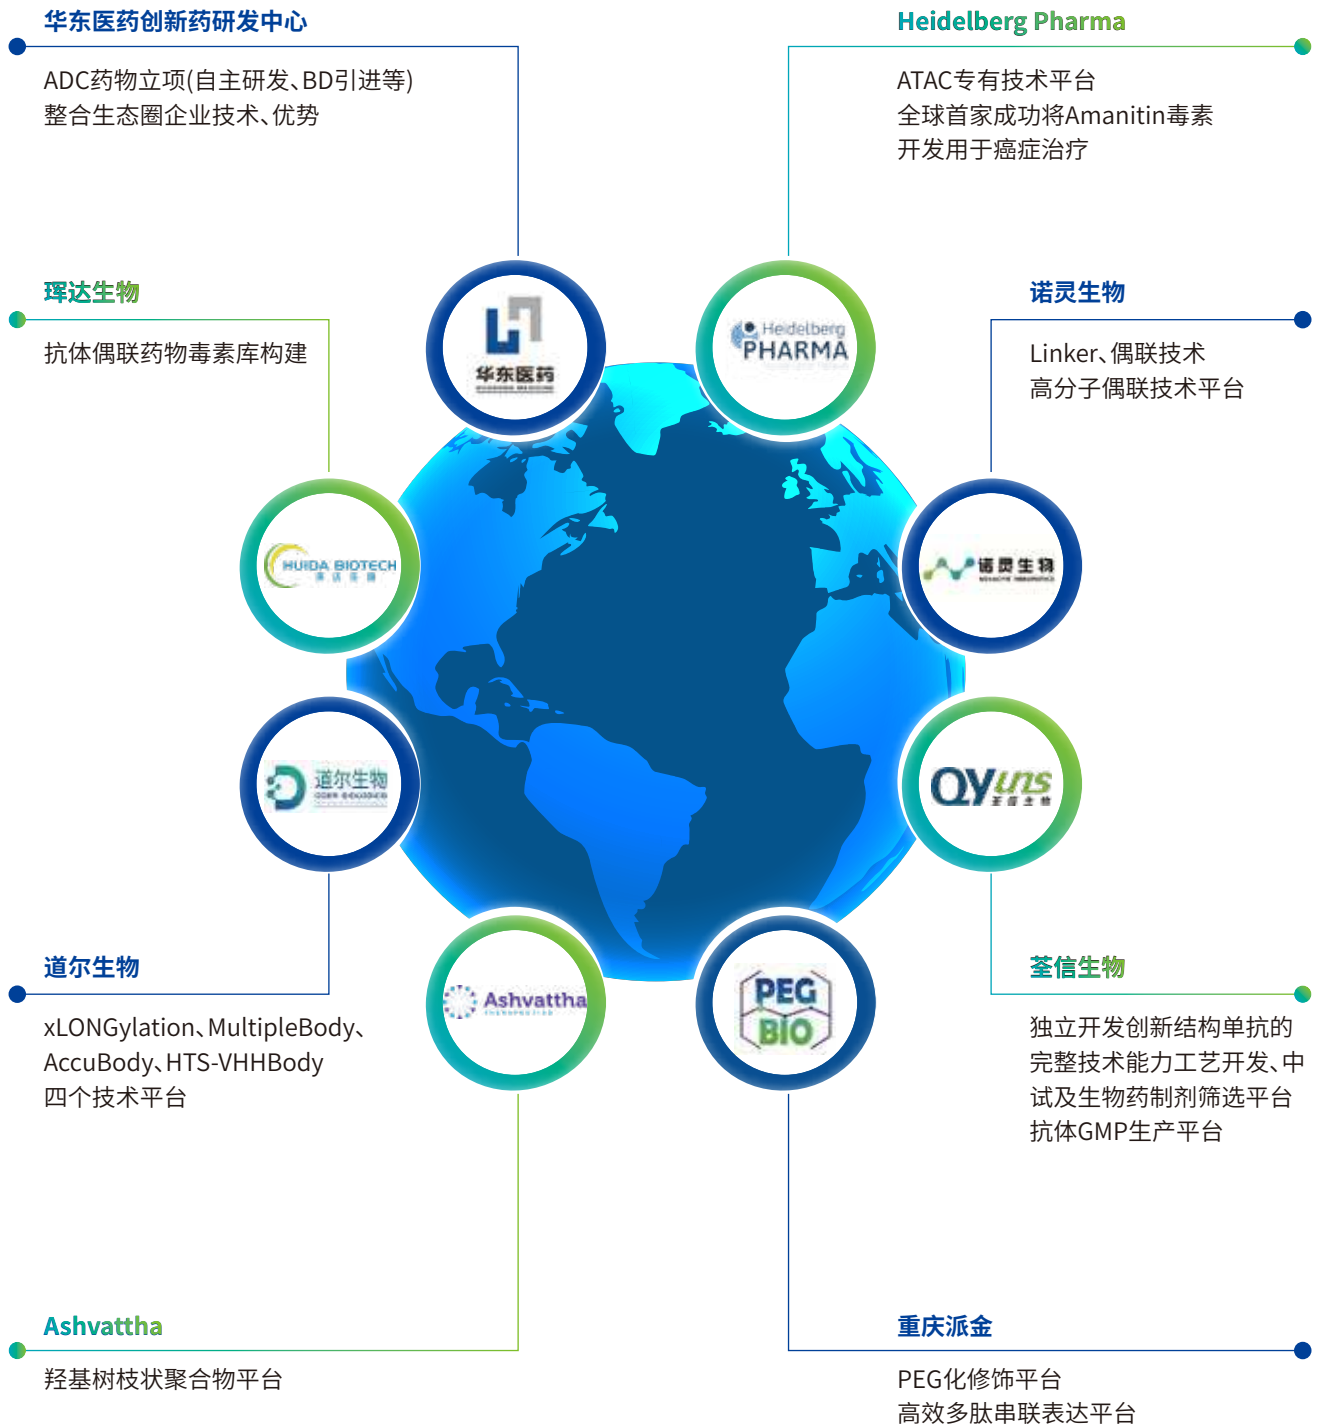 华东医药创新药研发中心
ADC药物立项(自主研发、BD引进等)
整合生态圈企业技术、优势
Heidelberg Pharma
ATAC专有技术平台
全球首家成功将Amanitin毒素
开发用于癌症治疗
珲达生物
抗体偶联药物毒素库构建
诺灵生物
Linker、偶联技术
高分子偶联技术平台
华东医药
Heidelberg
PHARMA
HUIDA BIOTECH
诺灵生物
道尔生物
QYuns
荃信生物
Ashvattha
THERAPEUTICS
PEG
BIO
道尔生物
xLONGylation、MultipleBody、
AccuBody、HTS-VHHBody
四个技术平台
荃信生物
独立开发创新结构单抗的
完整技术能力工艺开发、中
试及生物药制剂筛选平台
抗体GMP生产平台
Ashvattha
羟基树枝状聚合物平台
重庆派金
PEG化修饰平台
高效多肽串联表达平台